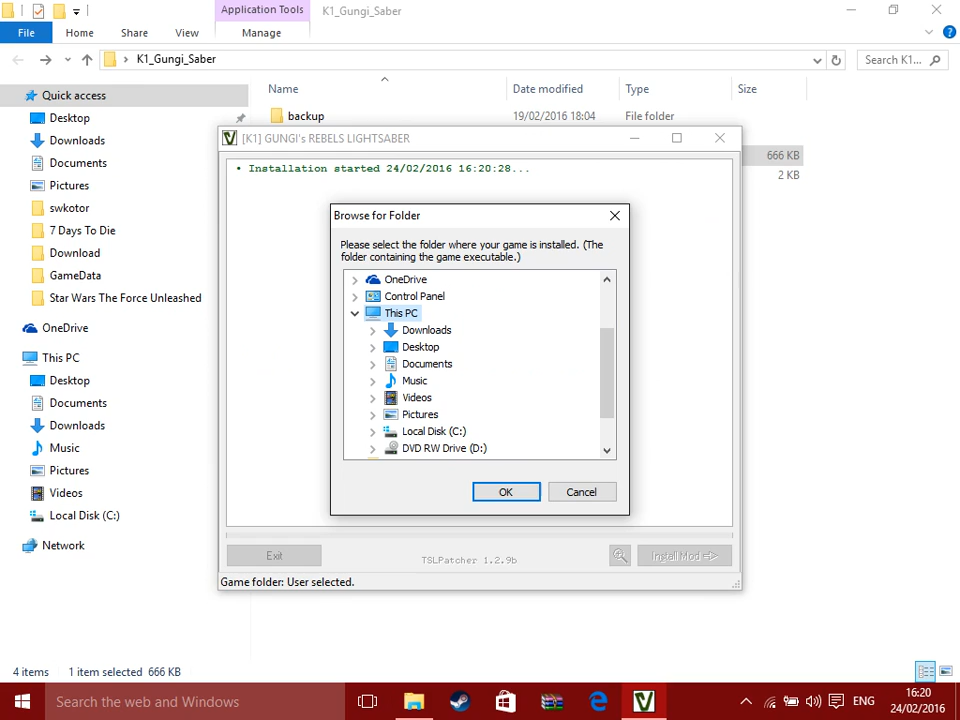 Application Tools
K1_Gungi_Saber
File
Home
Share
View
Manage
K1_Gungi_Saber
Search K1...
Quick access
Desktop
Downloads
Documents
Pictures
swkotor
7 Days To Die
Download
GameData
Star Wars The Force Unleashed
OneDrive
This PC
Desktop
Documents
Downloads
Music
Pictures
Videos
Local Disk (C:)
Network
Name
Date modified
Type
Size
backup
19/02/2016 18:04
File folder
666 KB
2 KB
[K1] GUNGI's REBELS LIGHTSABER
• Installation started 24/02/2016 16:20:28...
Browse for Folder
Please select the folder where your game is installed. (The
folder containing the game executable.)
OneDrive
Control Panel
This PC
Downloads
Desktop
Documents
Music
Videos
Pictures
Local Disk (C:)
DVD RW Drive (D:)
OK
Cancel
Exit
TSLPatcher 1.2.9b
Install Mod =>
Game folder: User selected.
4 items
1 item selected 666 KB
Search the web and Windows
ENG
16:20
24/02/2016